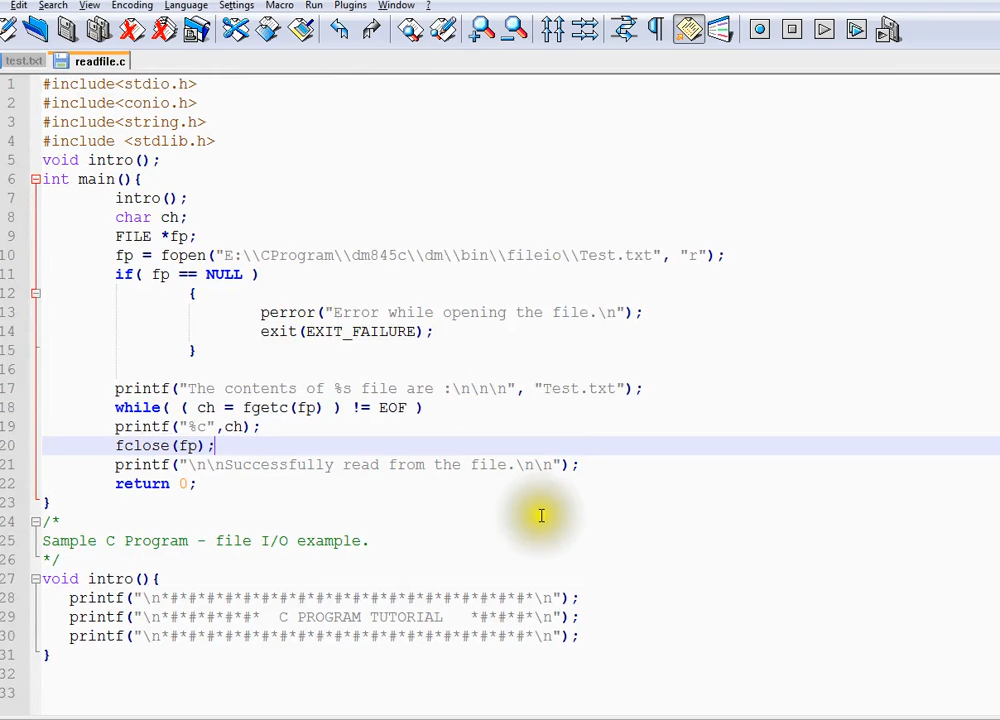 Edit Search View Encoding Language Settings Macro Run Plugins Window ?
test.txt readfile.c
1 #include<stdio.h>
2 #include<conio.h>
3 #include<string.h>
4 #include <stdlib.h>
5 void intro();
6 int main(){
7 intro();
8 char ch;
9 FILE *fp;
10 fp = fopen("E:\\CProgram\\dm845c\\dm\\bin\\fileio\\Test.txt", "r");
11 if( fp == NULL )
12 {
13 perror("Error while opening the file.\n");
14 exit(EXIT_FAILURE);
15 }
16
17 printf("The contents of %s file are :\n\n\n", "Test.txt");
18 while( ( ch = fgetc(fp) ) != EOF )
19 printf("%c",ch);
20 fclose(fp);
21 printf("\n\nSuccessfully read from the file.\n\n");
22 return 0;
23 }
24 /*
25 Sample C Program - file I/O example.
26 */
27 void intro(){
28 printf("\n*#*#*#*#*#*#*#*#*#*#*#*#*#*#*#*#*#*#*#*#*\n");
29 printf("\n*#*#*#*#*#* C PROGRAM TUTORIAL *#*#*#*\n");
30 printf("\n*#*#*#*#*#*#*#*#*#*#*#*#*#*#*#*#*#*#*#*#*\n");
31 }
32
33